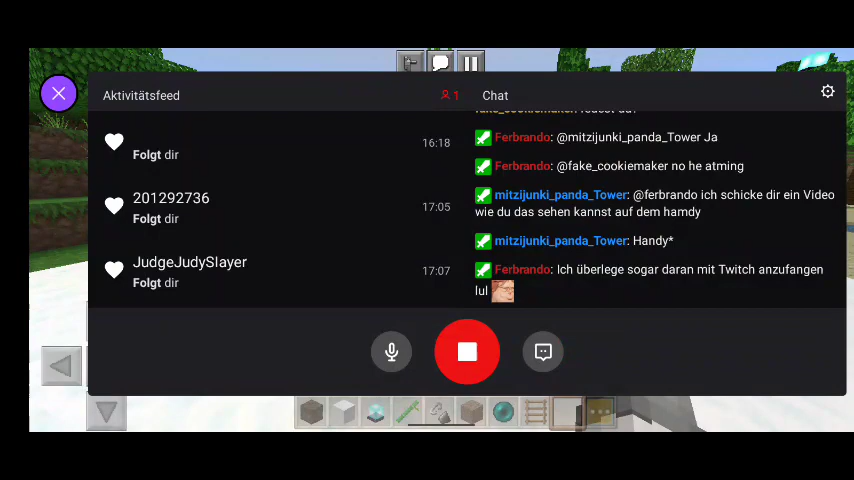 Aktivitätsfeed
1
Chat
Folgt dir
16:18
201292736
Folgt dir
17:05
JudgeJudySlayer
Folgt dir
17:07
Ferbrando: @mitzijunki_panda_Tower Ja
Ferbrando: @fake_cookiemaker no he atming
mitzijunki_panda_Tower: @ferbrando ich schicke dir ein Video
wie du das sehen kannst auf dem hamdy
mitzijunki_panda_Tower: Handy*
Ferbrando: Ich überlege sogar daran mit Twitch anzufangen
lul